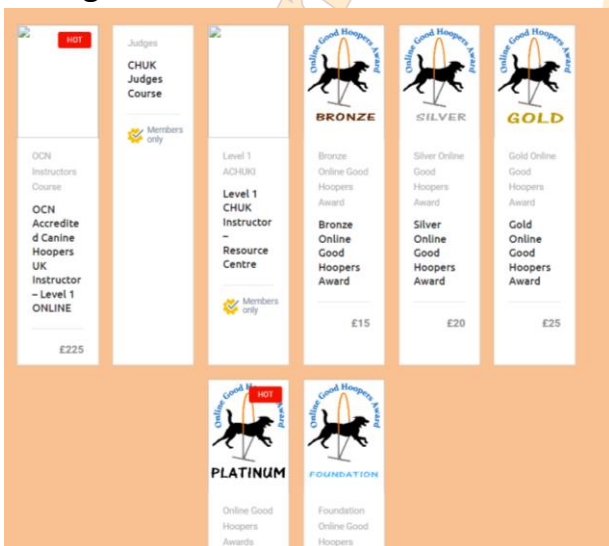 HOT
OCN
Instructors
Course
OCN
Accredite
d Canine
Hoopers
UK
Instructor
– Level 1
ONLINE
£225
Judges
CHUK
Judges
Course
Members
only
Level 1
ACHUKI
Level 1
CHUK
Instructor
–
Resource
Centre
Members
only
Online Good Hoopers Award
BRONZE
Bronze
Online Good
Hoopers
Award
Bronze
Online
Good
Hoopers
Award
£15
Online Good Hoopers Award
SILVER
Silver Online
Good
Hoopers
Award
Silver
Online
Good
Hoopers
Award
£20
Online Good Hoopers Award
GOLD
Gold Online
Good
Hoopers
Award
Gold
Online
Good
Hoopers
Award
£25
HOT
Online Good Award
PLATINUM
Online Good
Hoopers
Awards
Online Good Hoopers Award
FOUNDATION
Foundation
Online Good
Hoopers